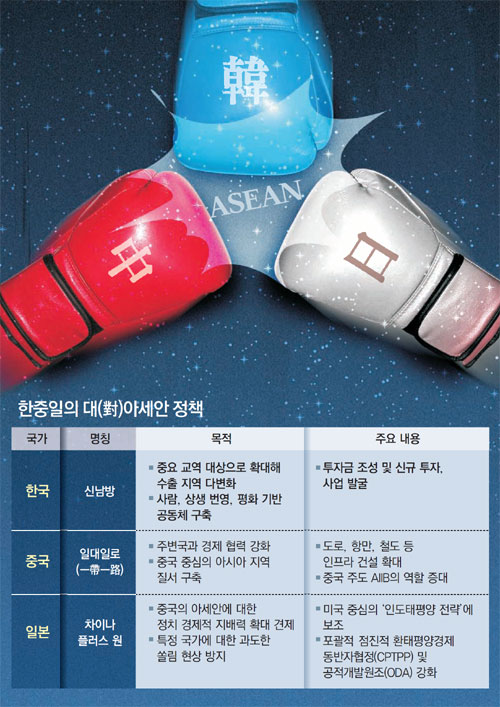 韓
ASEAN
中
日
한중일의 대(對)아세안 정책
국가 명칭 목적 주요 내용
한국
신남방
▪ 중요 교역 대상으로 확대해
수출 지역 다변화
▪ 사람, 상생 번영, 평화 기반
공동체 구축
▪ 투자금 조성 및 신규 투자,
사업 발굴
중국
일대일로
(一帶一路)
▪ 주변국과 경제 협력 강화
▪ 중국 중심의 아시아 지역
질서 구축
▪ 도로, 항만, 철도 등
인프라 건설 확대
▪ 중국 주도 AIIB의 역할 증대
일본
차이나
플러스 원
▪ 중국의 아세안에 대한
정치 경제적 지배력 확대 견제
▪ 특정 국가에 대한 과도한
쏠림 현상 방지
▪ 미국 중심의 ‘인도태평양 전략’에
보조
▪ 포괄적 점진적 환태평양경제
동반자협정(CPTPP) 및
공적개발원조(ODA) 강화